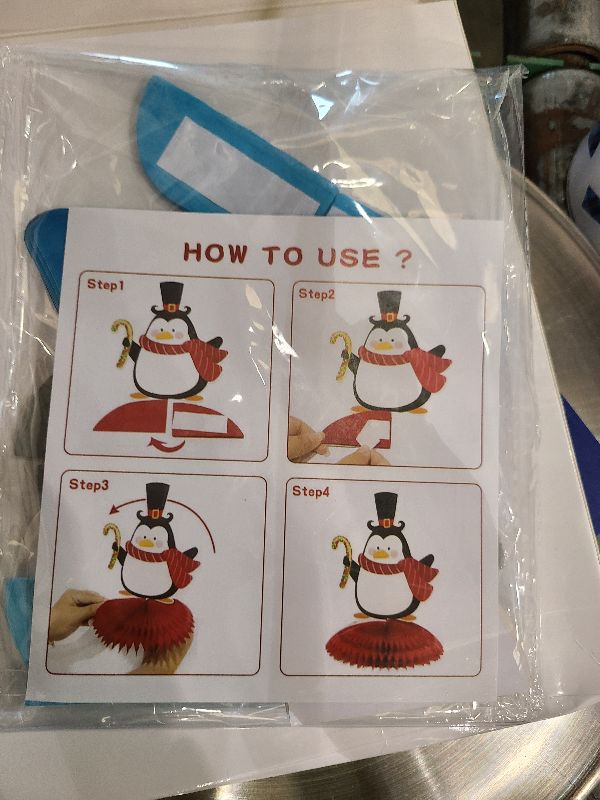 HOW TO USE ?
Step1
Step2
Step3
Step4